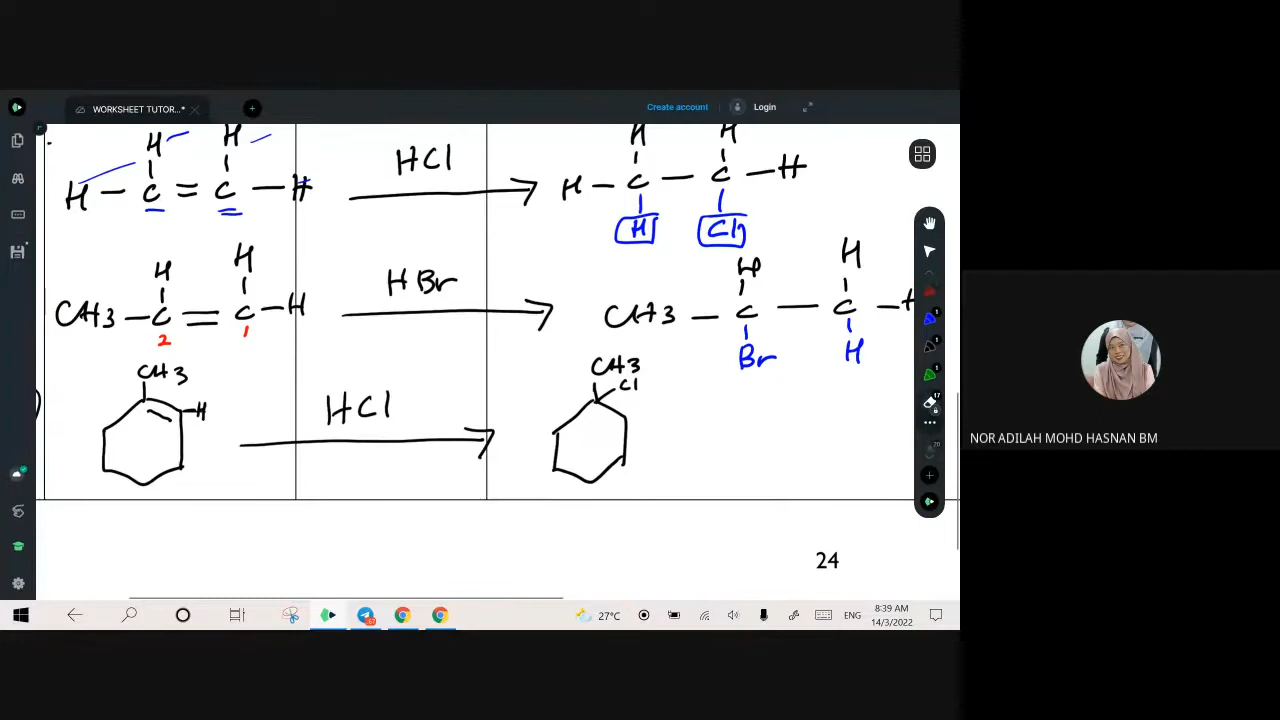 WORKSHEET TUTOR...*
Create account
Login
H H
HCl
H H
H - C = C - H
H - C - C - H
H Cl
H H
HBr
H H
CH3 - C = C - H
CH3 - C - C -
2 1
Br H
CH3
CH3
Cl
H
HCl
24
27°C
ENG
8:39 AM
14/3/2022
NOR ADILAH MOHD HASNAN BM